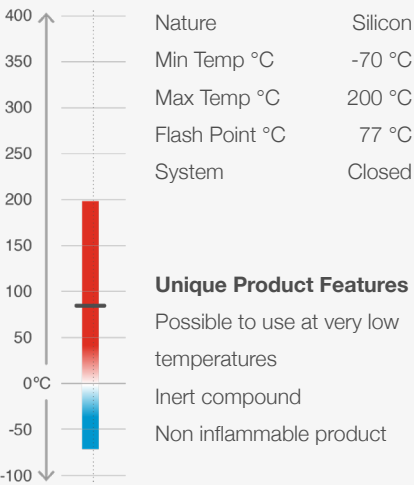 400
350
300
250
200
150
100
50
0°C
-50
-100
Nature Silicon
Min Temp °C -70 °C
Max Temp °C 200 °C
Flash Point °C 77 °C
System Closed
Unique Product Features
Possible to use at very low
temperatures
Inert compound
Non inflammable product